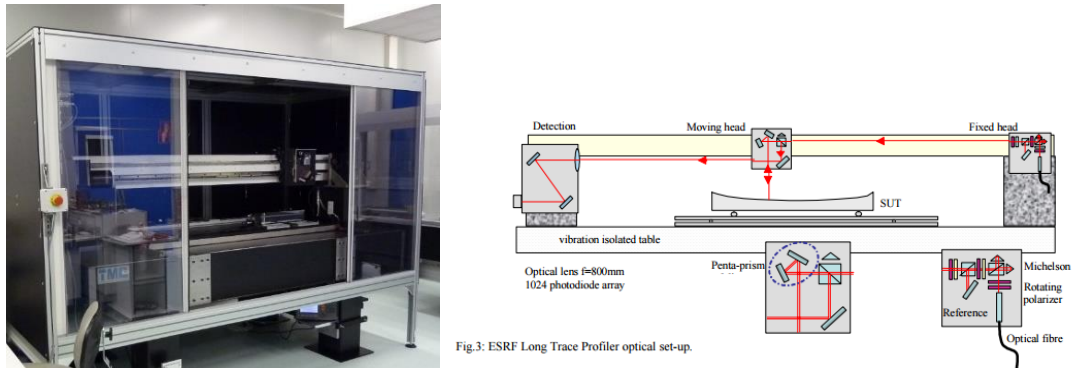 TMC
Detection
Moving head
Fixed head
SUT
vibration isolated table
Optical lens f=800mm
1024 photodiode array
Penta-prism
Michelson
Rotating
polarizer
Reference
Optical fibre
Fig.3: ESRF Long Trace Profiler optical set-up.